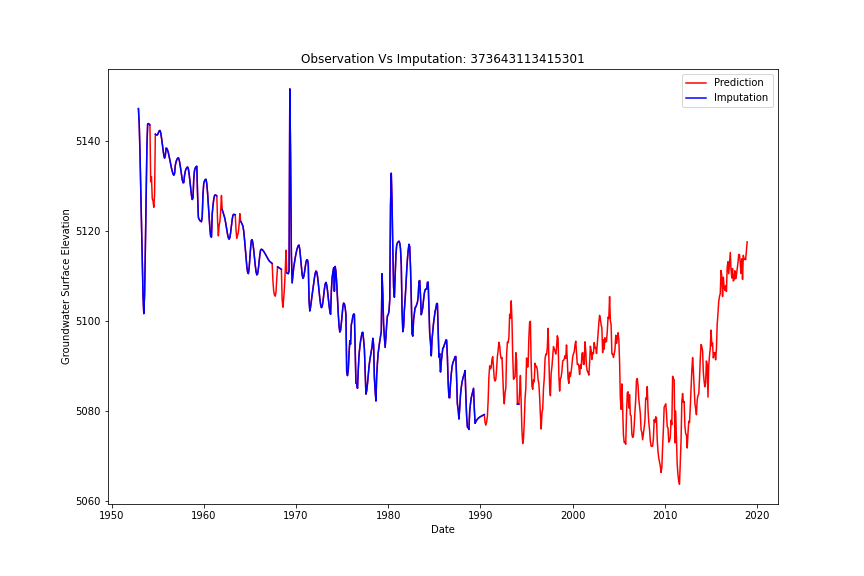 Observation Vs Imputation: 373643113415301
Prediction
Imputation
Groundwater Surface Elevation
5140
5120
5100
5080
5060
1950 1960 1970 1980 1990 2000 2010 2020
Date